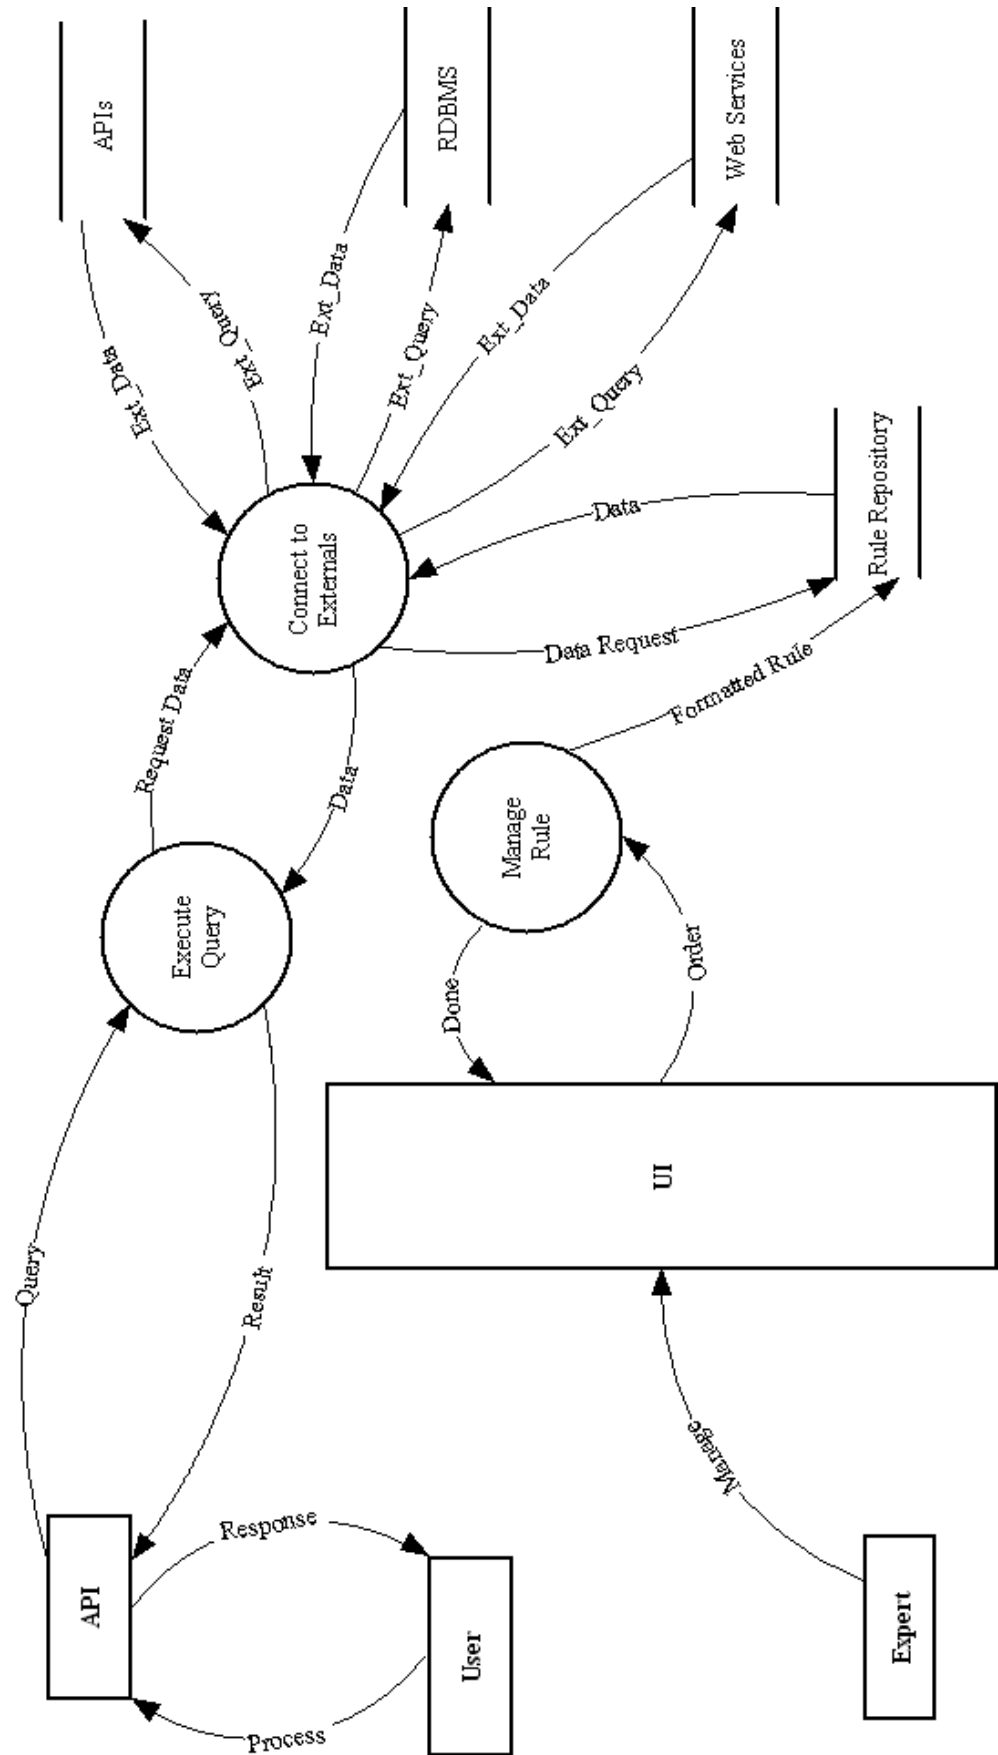 APIs
RDBMS
Web Services
Rule Repository
Ext_Data
Ext_Query
Ext_Data
Ext_Query
Ext_Data
Ext_Query
Data
Data Request
Formatted Rule
Connect to
Externals
Request Data
Data
Manage
Rule
Execute
Query
Done
Order
UI
Query
Result
Manage
API
Response
Process
User
Expert